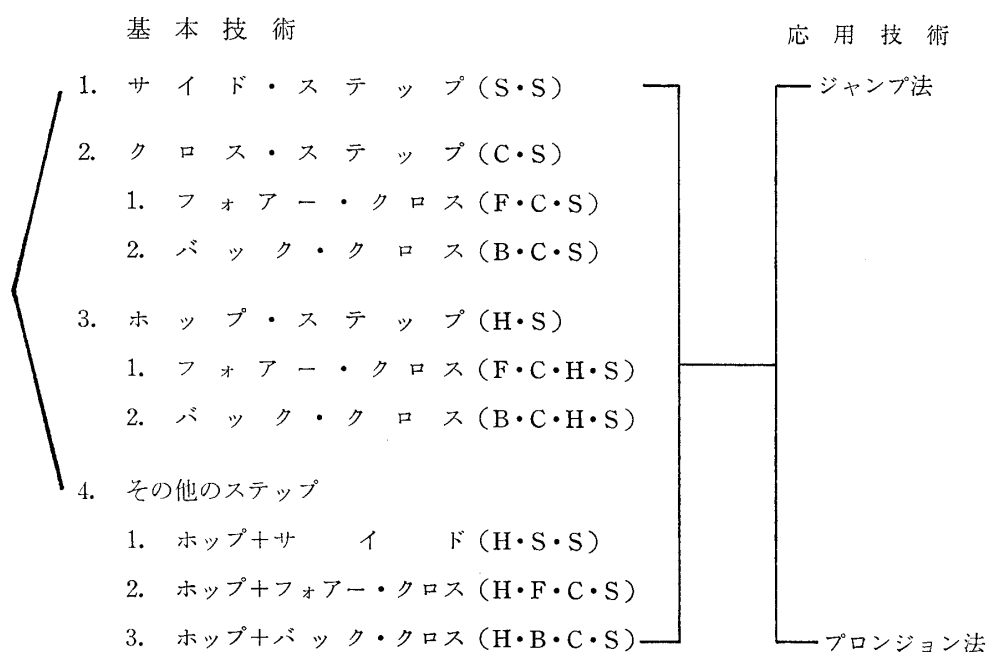 基本技術 応用技術
1. サイド・ステップ(S・S) ジャンプ法
2. クロス・ステップ(C・S)
1. フォアー・クロス(F・C・S)
2. バック・クロス(B・C・S)
3. ホップ・ステップ(H・S)
1. フォアー・クロス(F・C・H・S)
2. バック・クロス(B・C・H・S)
4. その他のステップ
1. ホップ+サイド(H・S・S)
2. ホップ+フォアー・クロス(H・F・C・S)
3. ホップ+バック・クロス(H・B・C・S) プロンジョン法